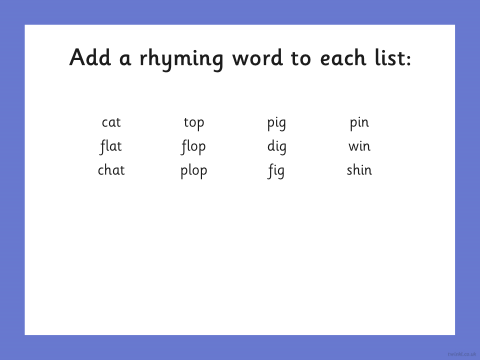 Add a rhyming word to each list:
cat top pig pin
flat flop dig win
chat plop fig shin